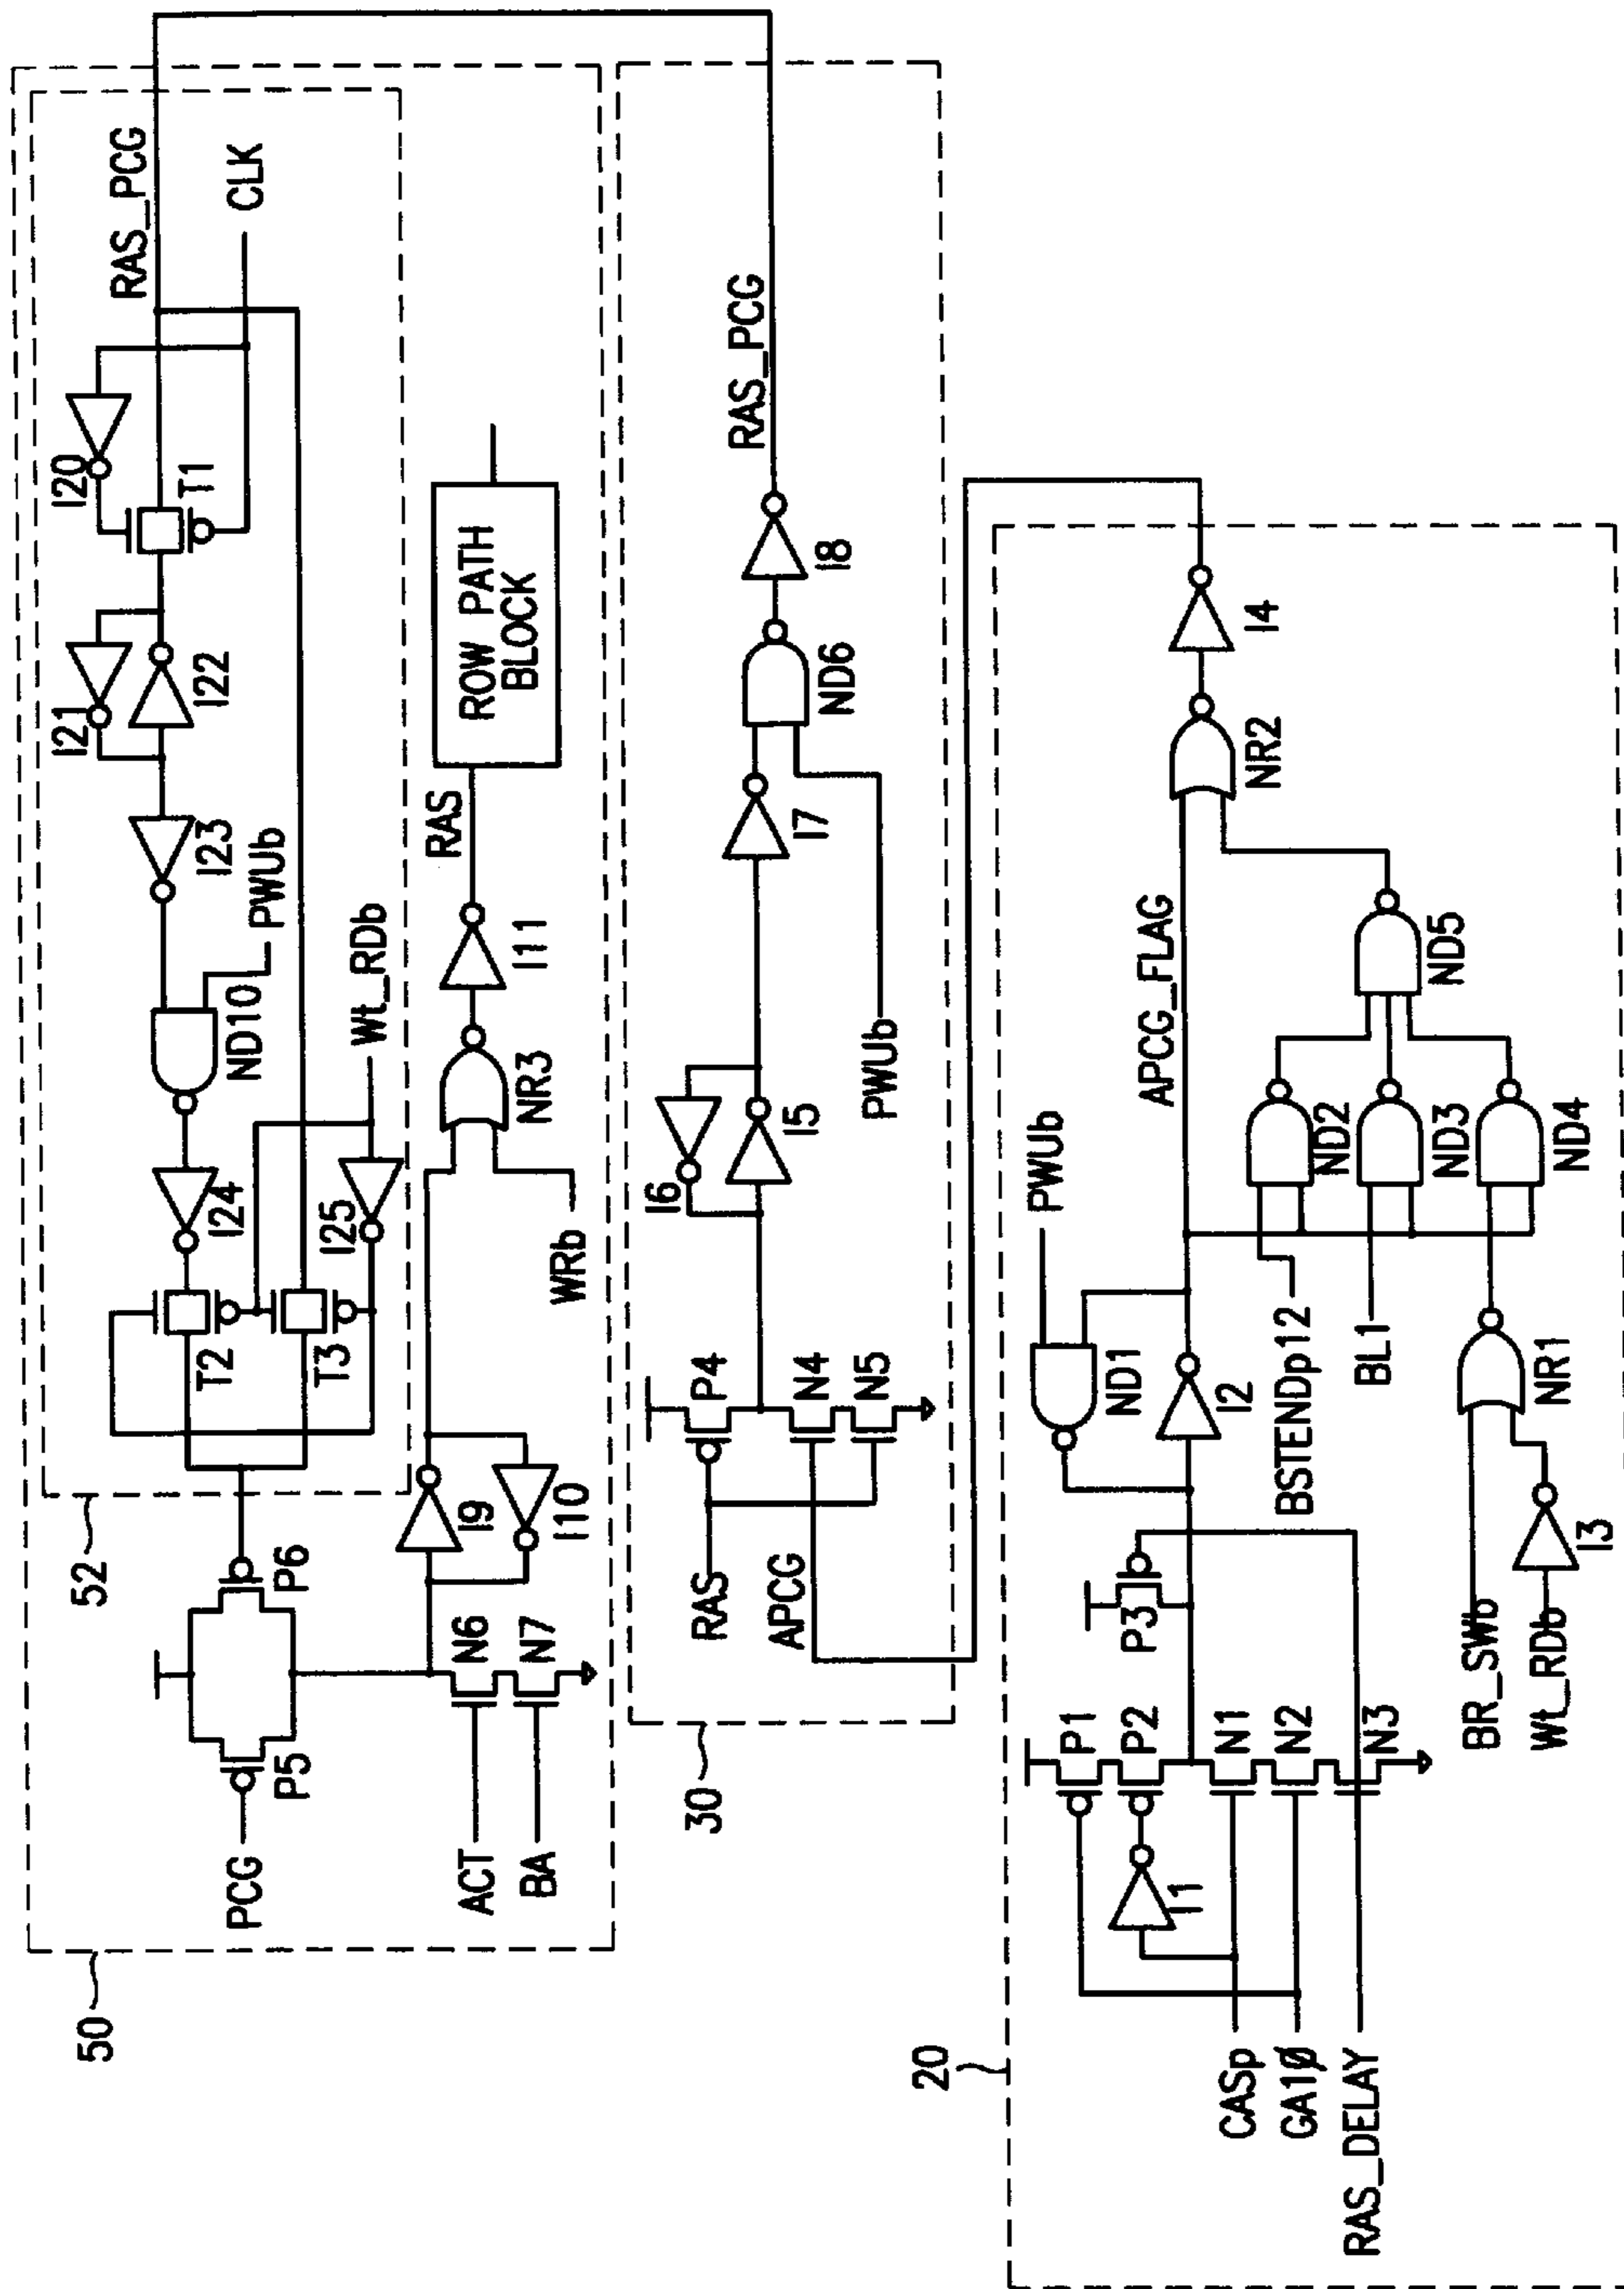 50
52
PCG
P5
P6
T2
T3
I24
I25
ND10
PWUb
Wt_RDb
I23
I21
I22
I20
T1
RAS_PCG
CLK
ACT
BA
N6
N7
I9
I10
WRb
NR3
I11
RAS
ROW PATH
BLOCK
30
RAS
APCG
P4
N4
N5
I6
I5
PWUb
I7
ND6
I8
RAS_PCG
20
CASp
GA10
RAS_DELAY
I1
P1
P2
N1
N2
N3
P3
ND1
PWUb
I2
APCG_FLAG
BSTENDp12
BL1
BR_SWb
Wt_RDb
I3
NR1
ND2
ND3
ND4
ND5
NR2
I4